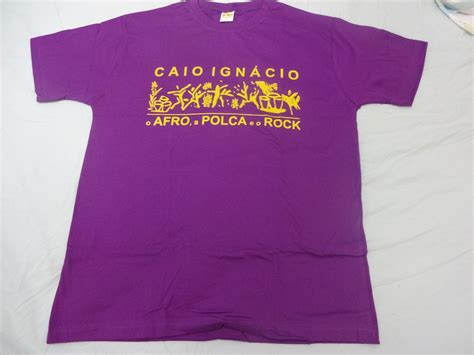 CAIO IGNÁCIO
o AFRO, a POLCA e o ROCK